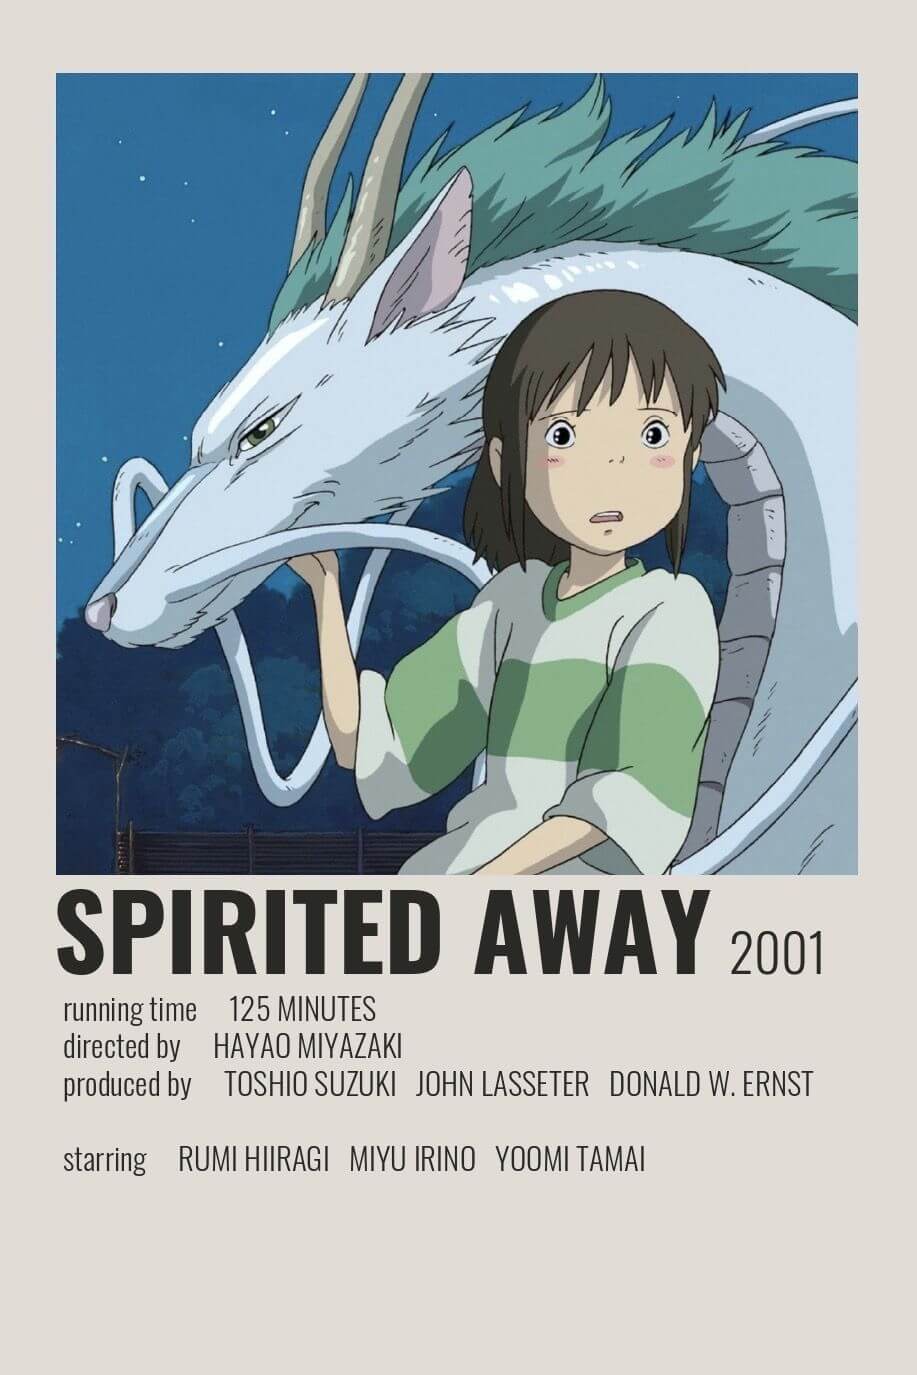 SPIRITED AWAY 2001
running time 125 MINUTES
directed by HAYAO MIYAZAKI
produced by TOSHIO SUZUKI JOHN LASSETER DONALD W. ERNST
starring RUMI HIIRAGI MIYU IRINO YOOMI TAMAI